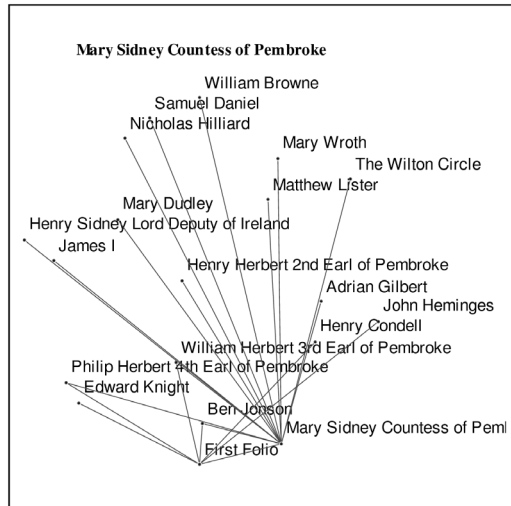 Mary Sidney Countess of Pembroke
William Browne
Samuel Daniel
Nicholas Hilliard
Mary Wroth
The Wilton Circle
Matthew Lister
Mary Dudley
Henry Sidney Lord Deputy of Ireland
James I
Henry Herbert 2nd Earl of Pembroke
Adrian Gilbert
John Heminges
Henry Condell
William Herbert 3rd Earl of Pembroke
Philip Herbert 4th Earl of Pembroke
Edward Knight
Ben Jonson
Mary Sidney Countess of Peml
First Folio